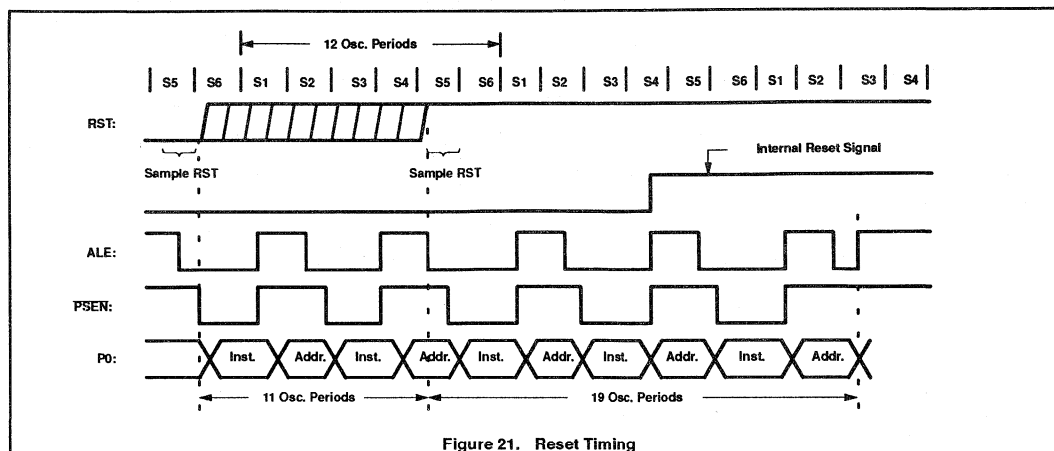 12 Osc. Periods
S5 S6 S1 S2 S3 S4 S5 S6 S1 S2 S3 S4 S5 S6 S1 S2 S3 S4
RST:
Internal Reset Signal
Sample RST Sample RST
ALE:
PSEN:
P0: Inst. Addr. Inst. Addr. Inst. Addr. Inst. Addr. Inst. Addr.
11 Osc. Periods 19 Osc. Periods
Figure 21. Reset Timing